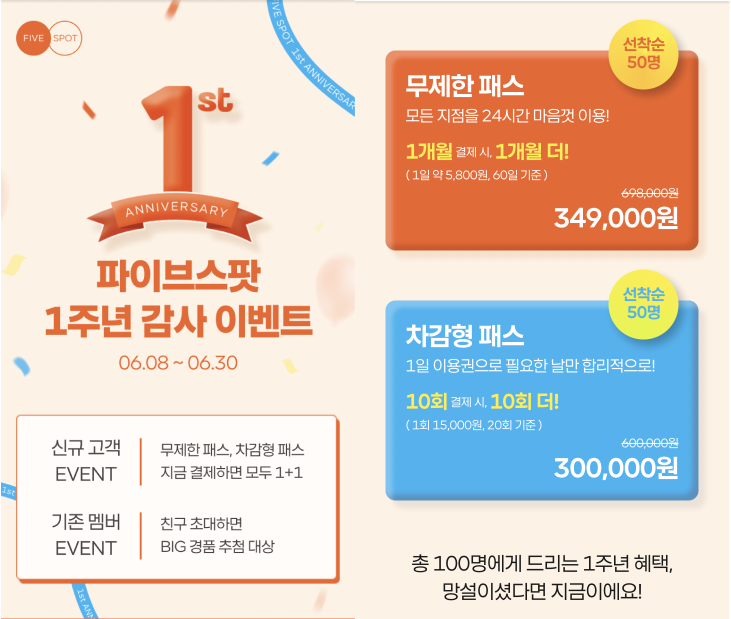 FIVE SPOT
FIVE SPOT 1st ANNIVERSARY
1st
ANNIVERSARY
파이브스팟
1주년 감사 이벤트
06.08 ~ 06.30
신규 고객
EVENT
무제한 패스, 차감형 패스
지금 결제하면 모두 1+1
기존 멤버
EVENT
친구 초대하면
BIG 경품 추첨 대상
1st
1st ANN
선착순
50명
무제한 패스
모든 지점을 24시간 마음껏 이용!
1개월 결제 시, 1개월 더!
( 1일 약 5,800원, 60일 기준 )
698,000원
349,000원
선착순
50명
차감형 패스
1일 이용권으로 필요한 날만 합리적으로!
10회 결제 시, 10회 더!
( 1회 15,000원, 20회 기준 )
600,000원
300,000원
총 100명에게 드리는 1주년 혜택,
망설이셨다면 지금이에요!